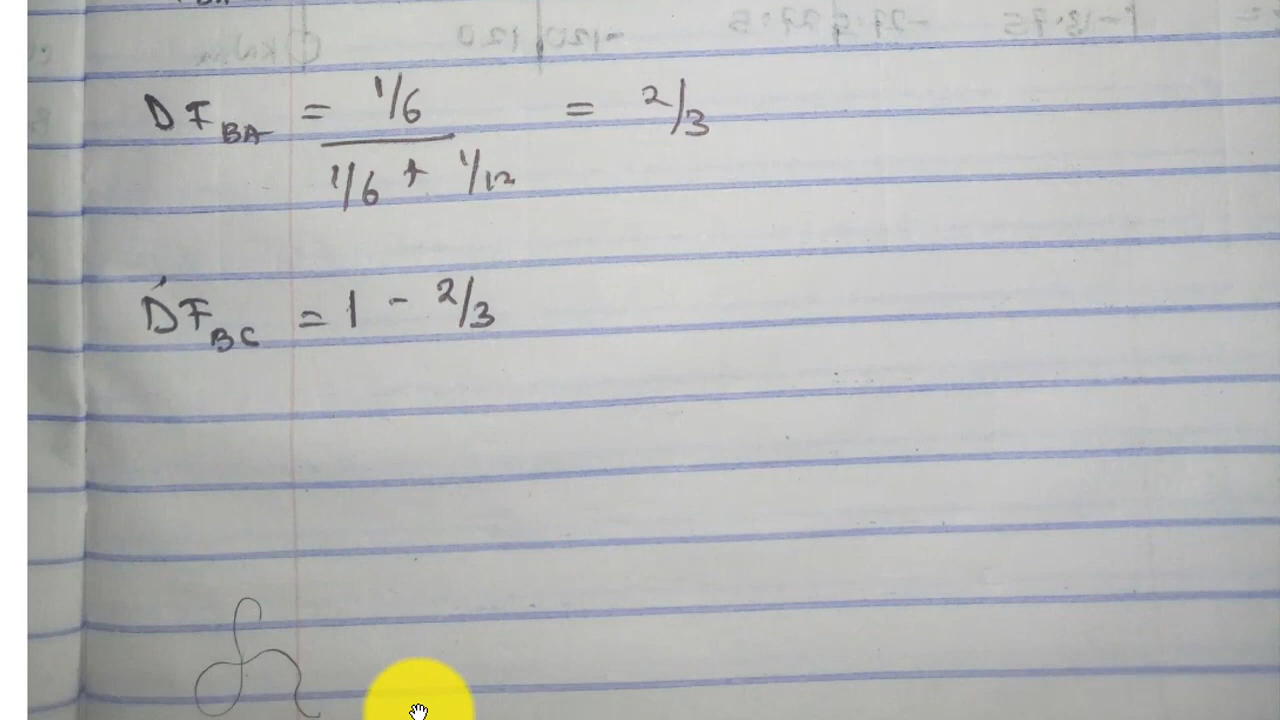 DF_BA = 1/6 / (1/6 + 1/12) = 2/3
DF_BC = 1 - 2/3